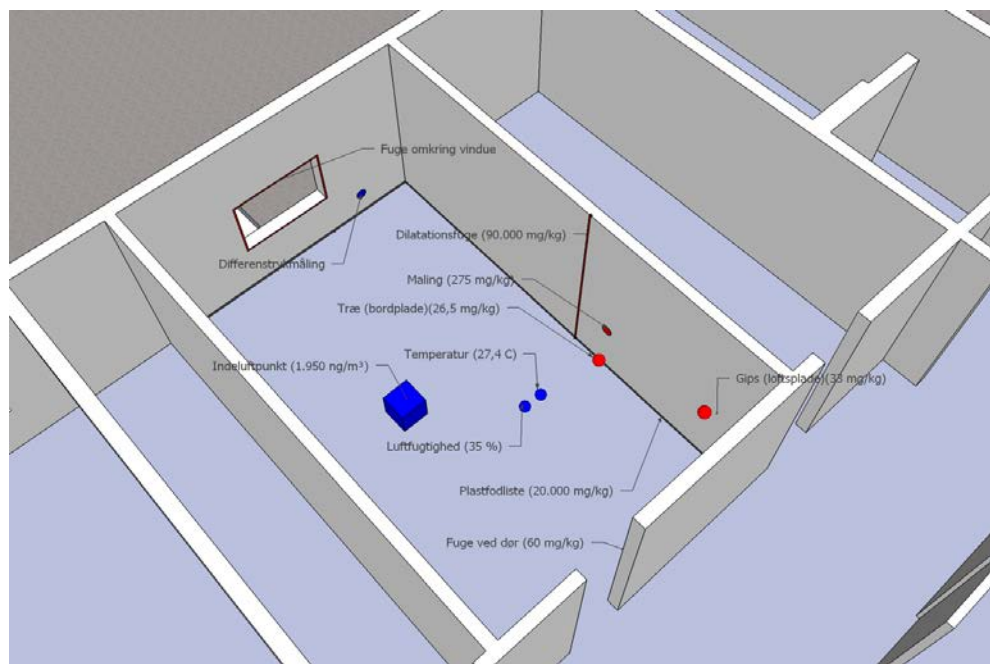 Fuge omkring vindue
Dilatationsfuge (90.000 mg/kg)
Differenstrykmåling
Maling (275 mg/kg)
Træ (bordplade)(26,5 mg/kg)
Temperatur (27,4 C)
Indeluftpunkt (1.950 ng/m³)
Gips (loftsplade)(33 mg/kg)
Luftfugtighed (35 %)
Plastfodliste (20.000 mg/kg)
Fuge ved dør (60 mg/kg)